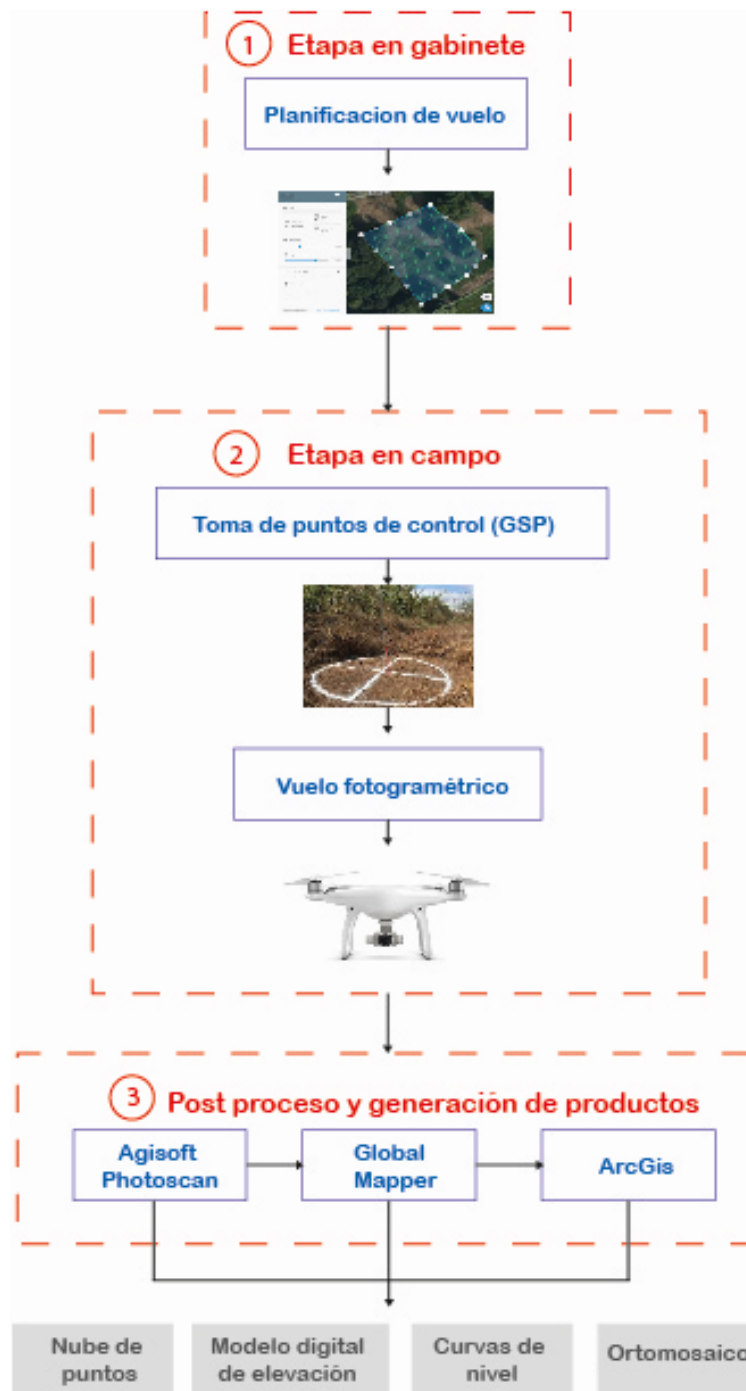 1 Etapa en gabinete
Planificacion de vuelo
2 Etapa en campo
Toma de puntos de control (GSP)
Vuelo fotogramétrico
3 Post proceso y generación de productos
Agisoft
Photoscan
Global
Mapper
ArcGis
Nube de
puntos
Modelo digital
de elevación
Curvas de
nivel
Ortomosaico